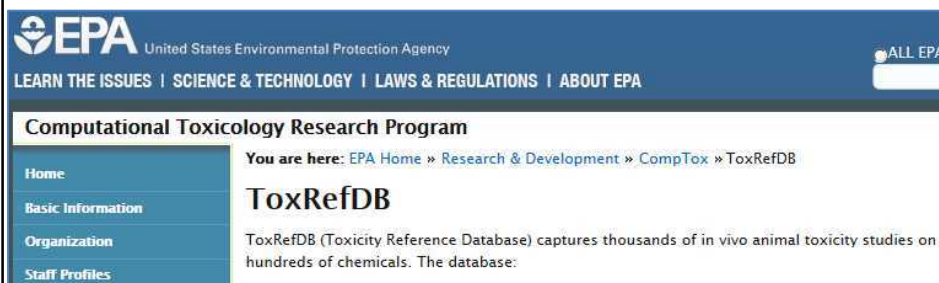 EPA United States Environmental Protection Agency
ALL EPA
LEARN THE ISSUES | SCIENCE & TECHNOLOGY | LAWS & REGULATIONS | ABOUT EPA
Computational Toxicology Research Program
Home
Basic Information
Organization
Staff Profiles
You are here: EPA Home » Research & Development » CompTox » ToxRefDB
ToxRefDB
ToxRefDB (Toxicity Reference Database) captures thousands of in vivo animal toxicity studies on
hundreds of chemicals. The database: